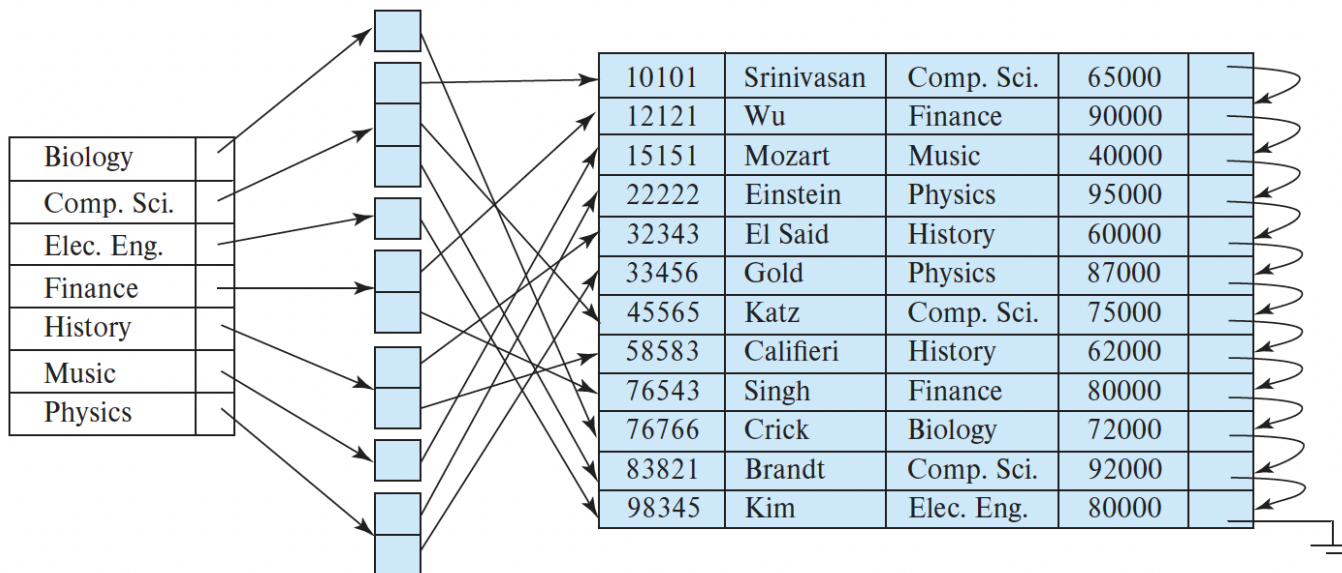 Biology
Comp. Sci.
Elec. Eng.
Finance
History
Music
Physics
10101 Srinivasan Comp. Sci. 65000
12121 Wu Finance 90000
15151 Mozart Music 40000
22222 Einstein Physics 95000
32343 El Said History 60000
33456 Gold Physics 87000
45565 Katz Comp. Sci. 75000
58583 Califieri History 62000
76543 Singh Finance 80000
76766 Crick Biology 72000
83821 Brandt Comp. Sci. 92000
98345 Kim Elec. Eng. 80000